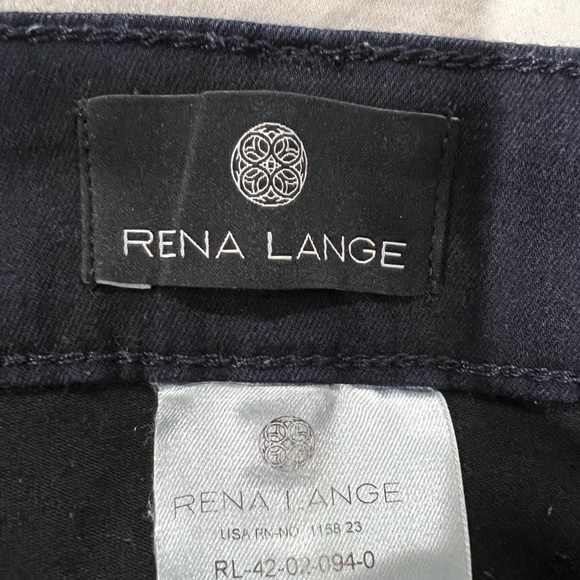 RENA LANGE
RENA LANGE
USA RN-NO 1158 23
RL-42-02-094-0